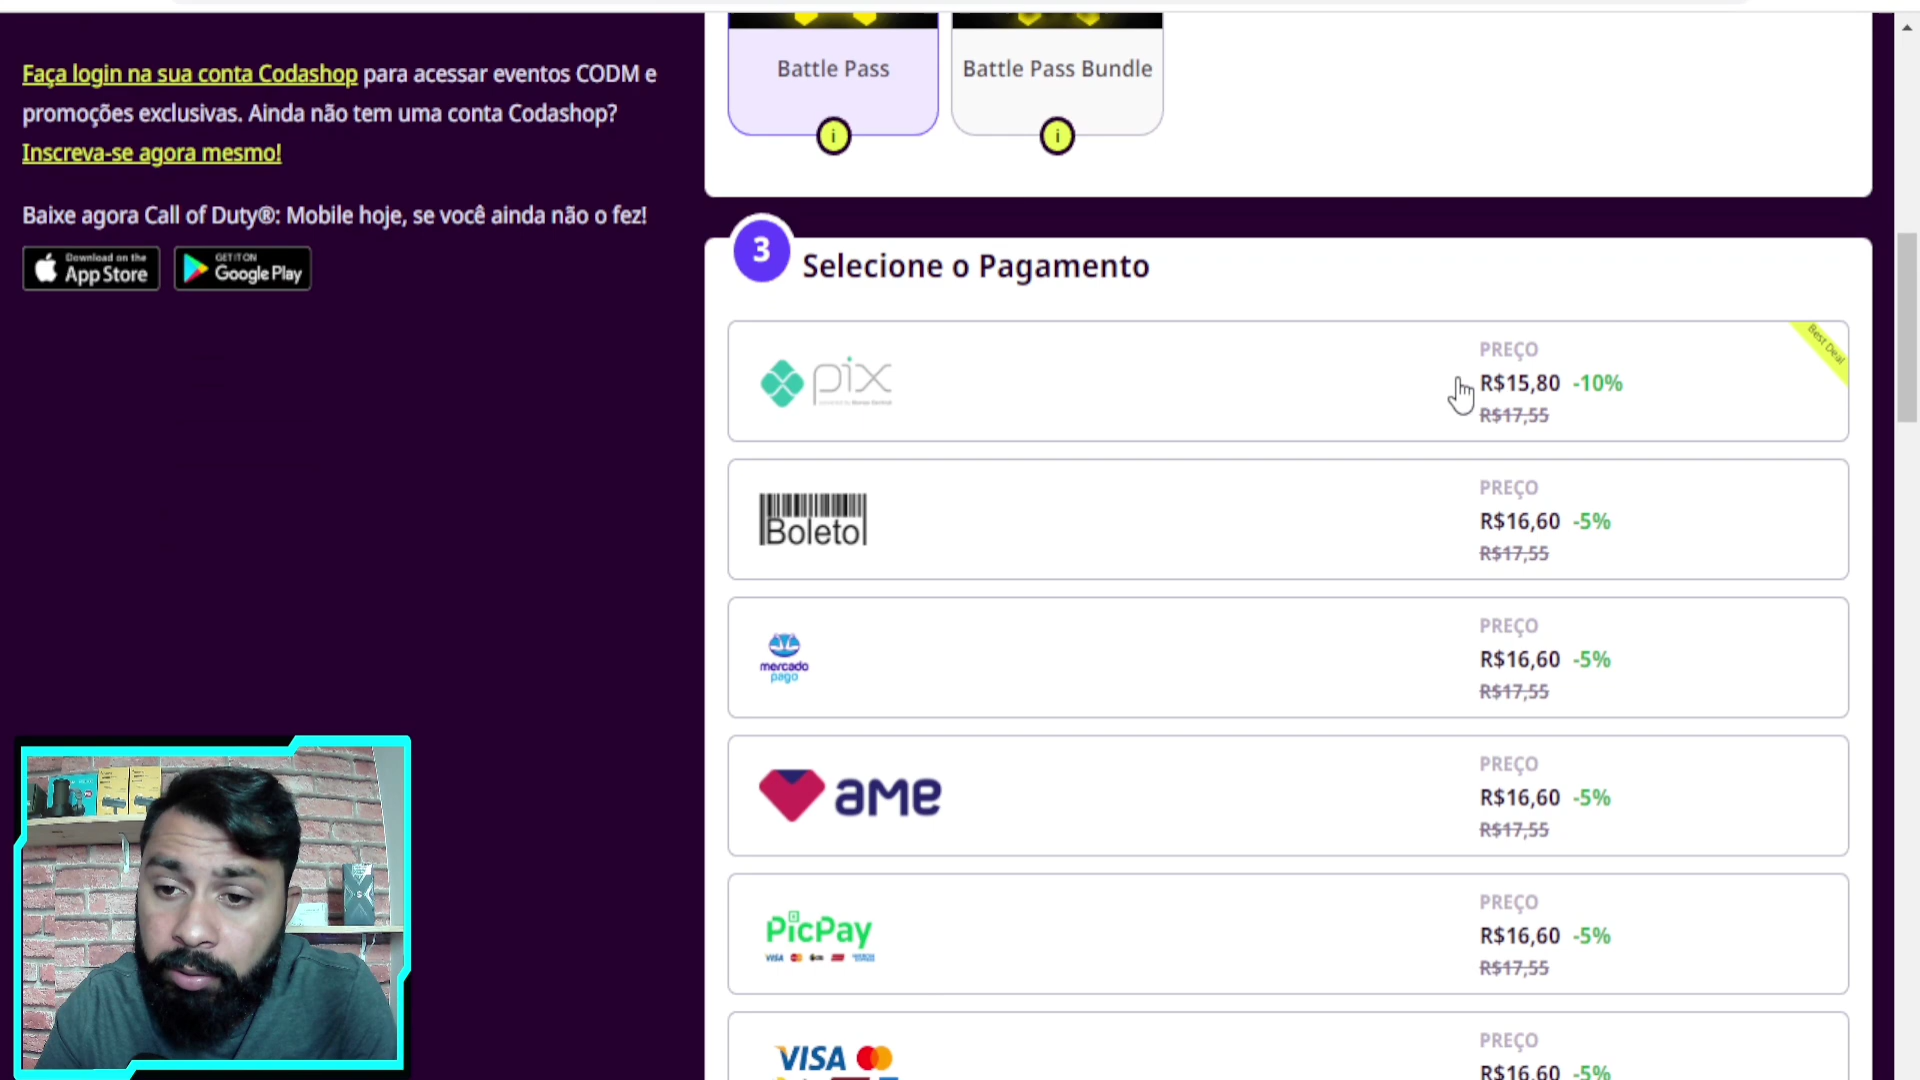 Battle Pass
Battle Pass Bundle
i
i
Faça login na sua conta Codashop para acessar eventos CODM e
promoções exclusivas. Ainda não tem uma conta Codashop?
Inscreva-se agora mesmo!
Baixe agora Call of Duty®: Mobile hoje, se você ainda não o fez!
Download on the
App Store
GET IT ON
Google Play
3
Selecione o Pagamento
pix
PREÇO
R$15,80 -10%
R$17,55
Best Deal
Boleto
PREÇO
R$16,60 -5%
R$17,55
mercado
pago
PREÇO
R$16,60 -5%
R$17,55
ame
PREÇO
R$16,60 -5%
R$17,55
PicPay
VISA
PREÇO
R$16,60 -5%
R$17,55
VISA
PREÇO
R$16,60 -5%